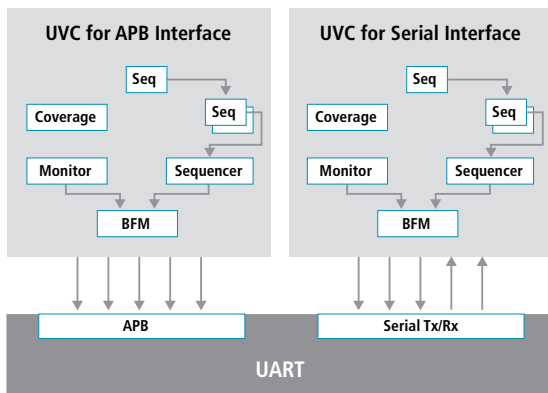 UVC for APB Interface
Seq
Seq
Coverage
Monitor
Sequencer
BFM
UVC for Serial Interface
Seq
Seq
Coverage
Monitor
Sequencer
BFM
APB
Serial Tx/Rx
UART